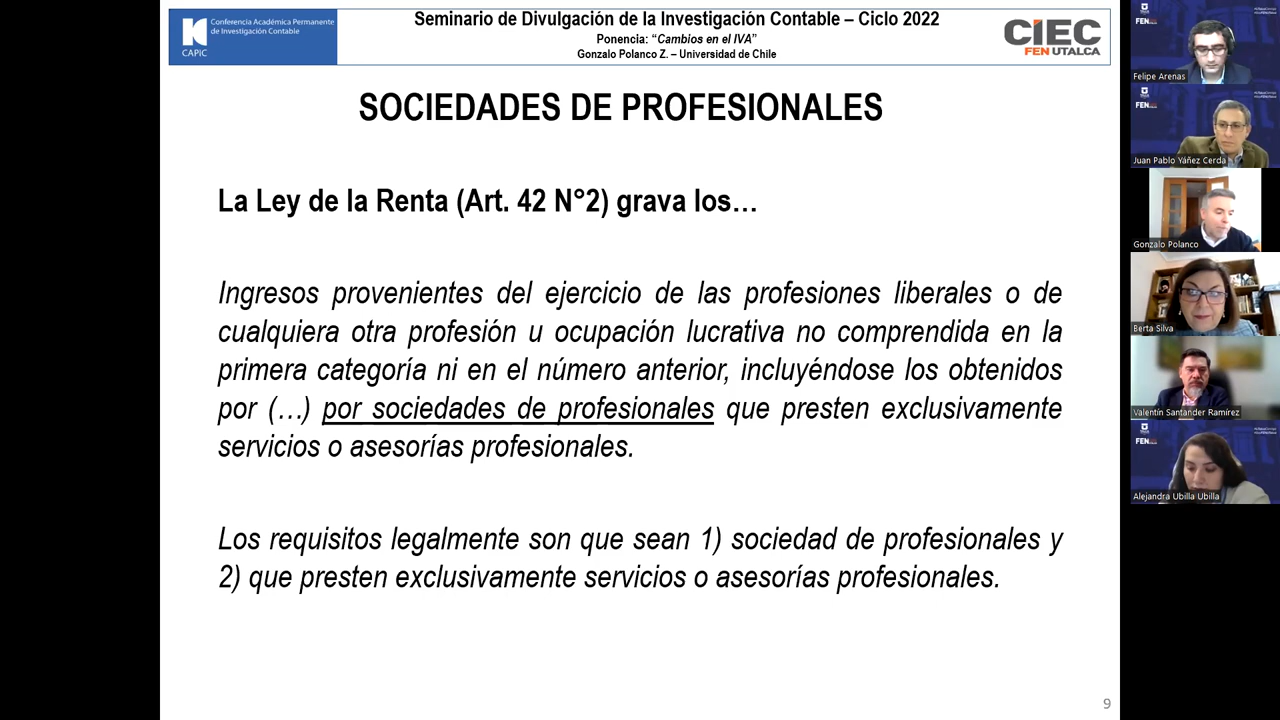 Conferencia Académica Permanente
de Investigación Contable
CAPIC
Seminario de Divulgación de la Investigación Contable – Ciclo 2022
Ponencia: “Cambios en el IVA”
Gonzalo Polanco Z. – Universidad de Chile
CIEC
FEN UTALCA
SOCIEDADES DE PROFESIONALES
La Ley de la Renta (Art. 42 N°2) grava los…
Ingresos provenientes del ejercicio de las profesiones liberales o de
cualquiera otra profesión u ocupación lucrativa no comprendida en la
primera categoría ni en el número anterior, incluyéndose los obtenidos
por (…) por sociedades de profesionales que presten exclusivamente
servicios o asesorías profesionales.
Los requisitos legalmente son que sean 1) sociedad de profesionales y
2) que presten exclusivamente servicios o asesorías profesionales.
9
FEN
Felipe Arenas
FEN
Juan Pablo Yáñez Cerda
Gonzalo Polanco
Berta Silva
Valentín Santander Ramírez
FEN
Alejandra Ubilla Ubilla